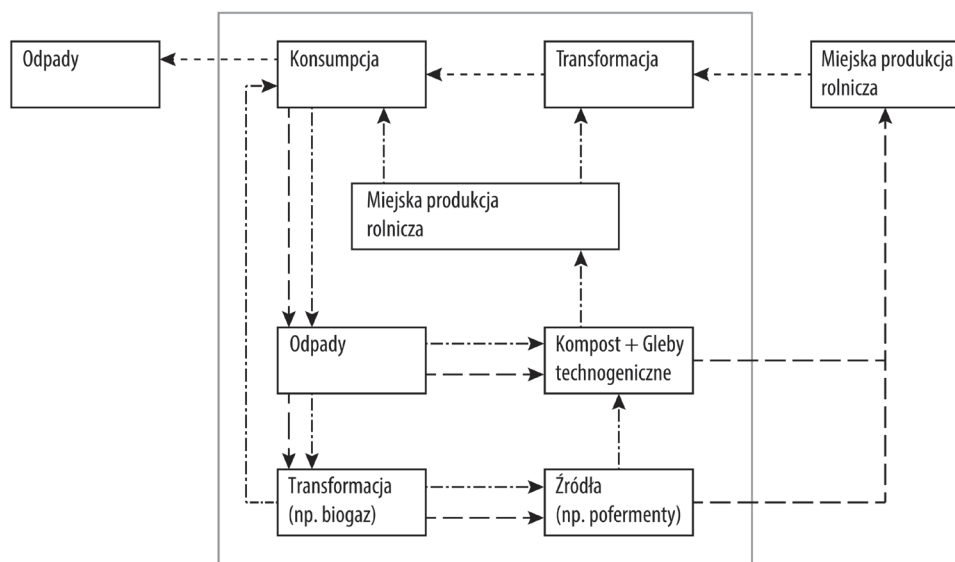 Odpady
Konsumpcja
Transformacja
Miejska produkcja
rolnicza
Miejska produkcja
rolnicza
Odpady
Kompost + Gleby
technogeniczne
Transformacja
(np. biogaz)
Źródła
(np. pofermenty)